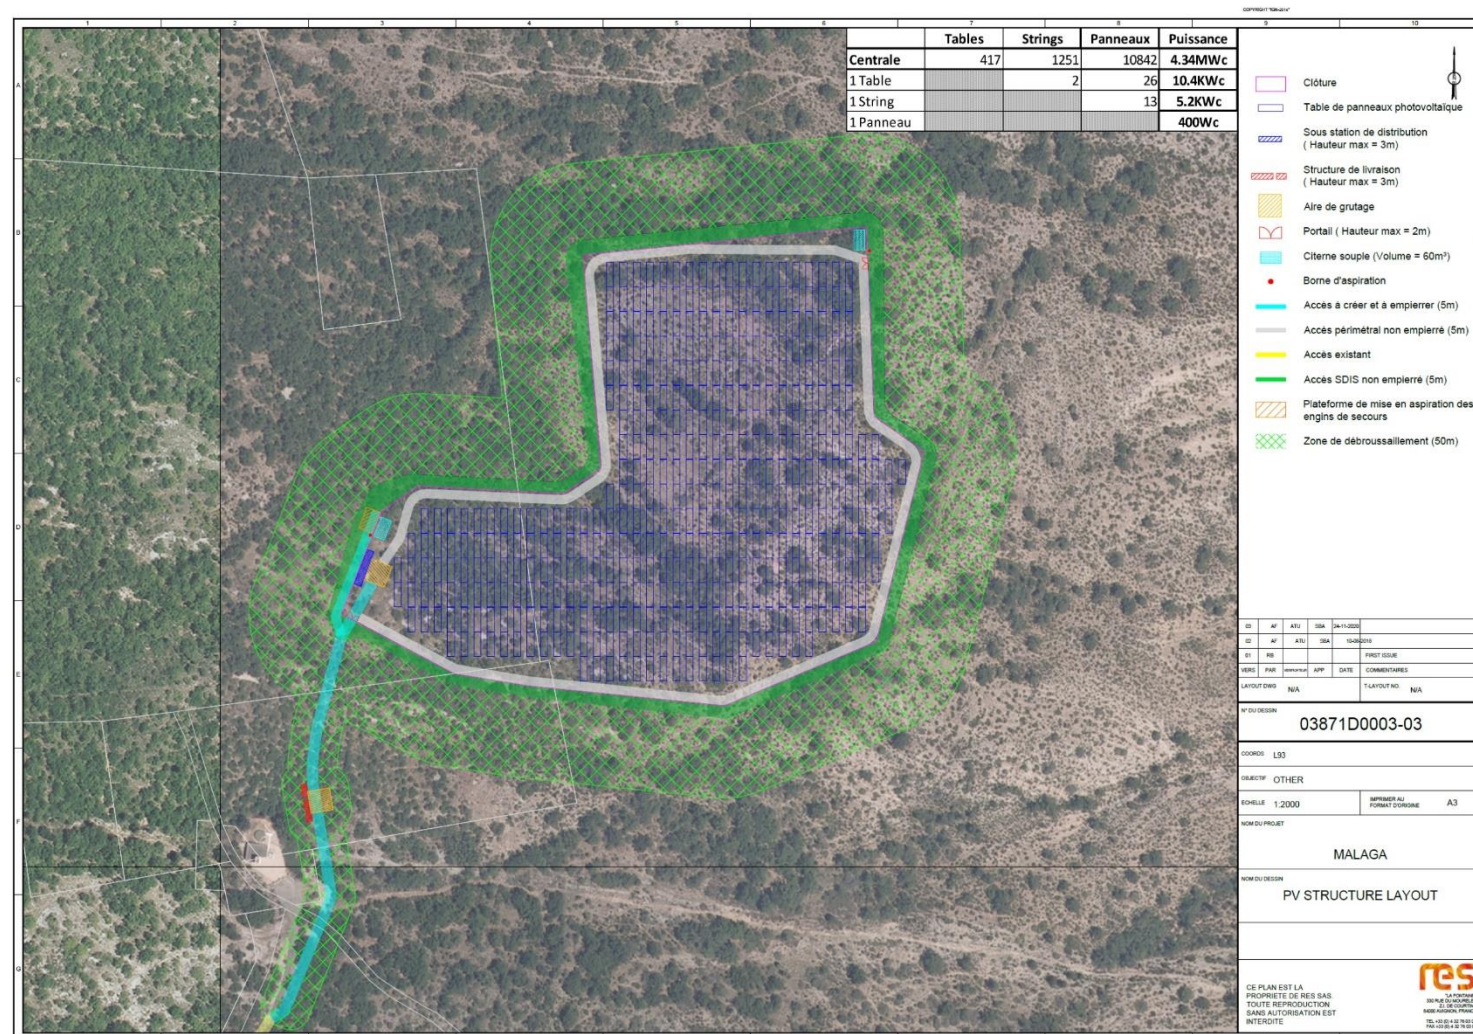 1 2 3 4 5 6 7 8 9 10
A
B
C
D
E
F
G
Tables Strings Panneaux Puissance
Centrale 417 1251 10842 4.34MWc
1 Table 2 26 10.4KWc
1 String 13 5.2KWc
1 Panneau 400Wc
Clôture
Table de panneaux photovoltaïque
Sous station de distribution
( Hauteur max = 3m)
Structure de livraison
( Hauteur max = 3m)
Aire de grutage
Portail ( Hauteur max = 2m)
Citerne souple (Volume = 60m³)
Borne d'aspiration
Accès à créer et à empierrer (5m)
Accès périmétral non empierré (5m)
Accès existant
Accès SDIS non empierré (5m)
Plateforme de mise en aspiration des
engins de secours
Zone de débroussaillement (50m)
03 AF ATU SBA 24-11-2020
02 AF ATU SBA
01 RB FIRST ISSUE
VERS PAR APP DATE COMMENTAIRES
LAYOUT DWG N/A T-LAYOUT NO. N/A
N° DU DESSIN
03871D0003-03
COORDS L93
OBJECTIF OTHER
ECHELLE 1:2000 IMPRIMER AU
FORMAT D'ORIGINE A3
NOM DU PROJET
MALAGA
NOM DU DESSIN
PV STRUCTURE LAYOUT
CE PLAN EST LA
PROPRIETE DE RES SAS.
TOUTE REPRODUCTION
SANS AUTORISATION EST
INTERDITE
res